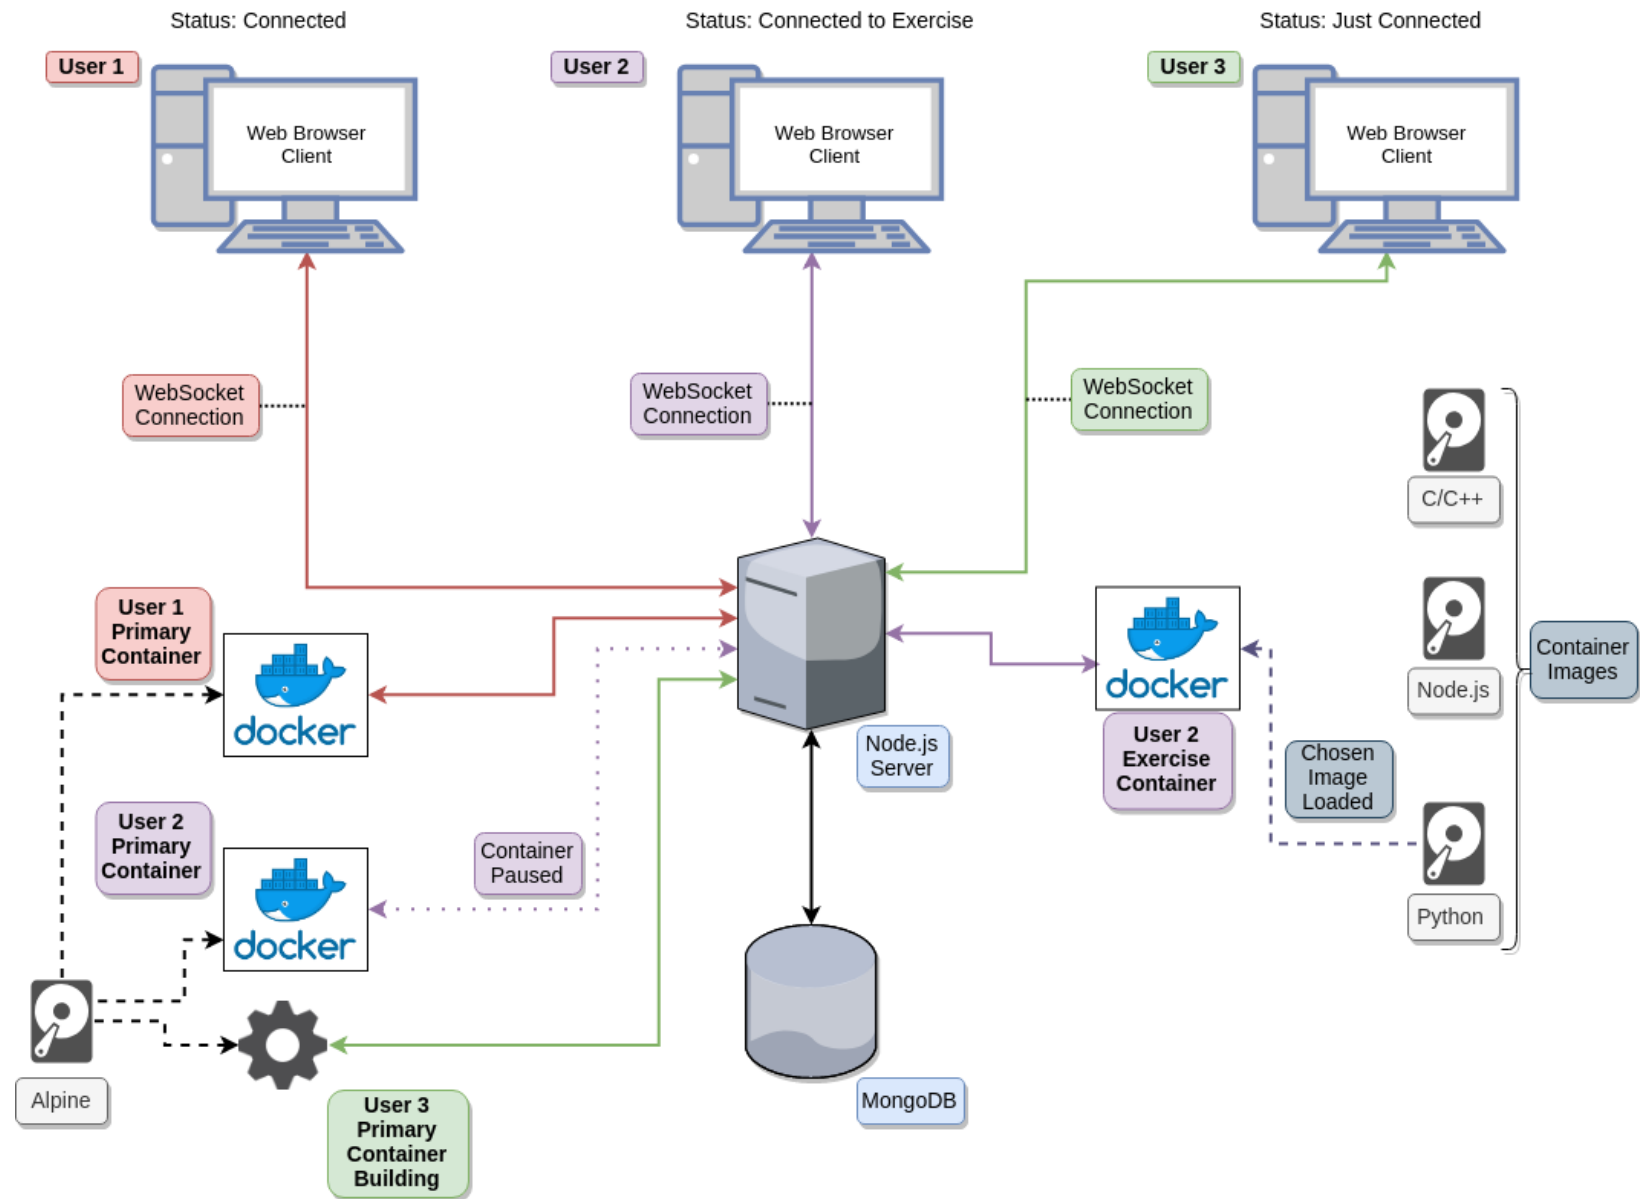 Status: Connected
Status: Connected to Exercise
Status: Just Connected
User 1
User 2
User 3
Web Browser
Client
Web Browser
Client
Web Browser
Client
WebSocket
Connection
WebSocket
Connection
WebSocket
Connection
C/C++
Node.js
Python
Container
Images
User 1
Primary
Container
docker
docker
User 2
Exercise
Container
Chosen
Image
Loaded
Node.js
Server
User 2
Primary
Container
docker
Container
Paused
Alpine
User 3
Primary
Container
Building
MongoDB